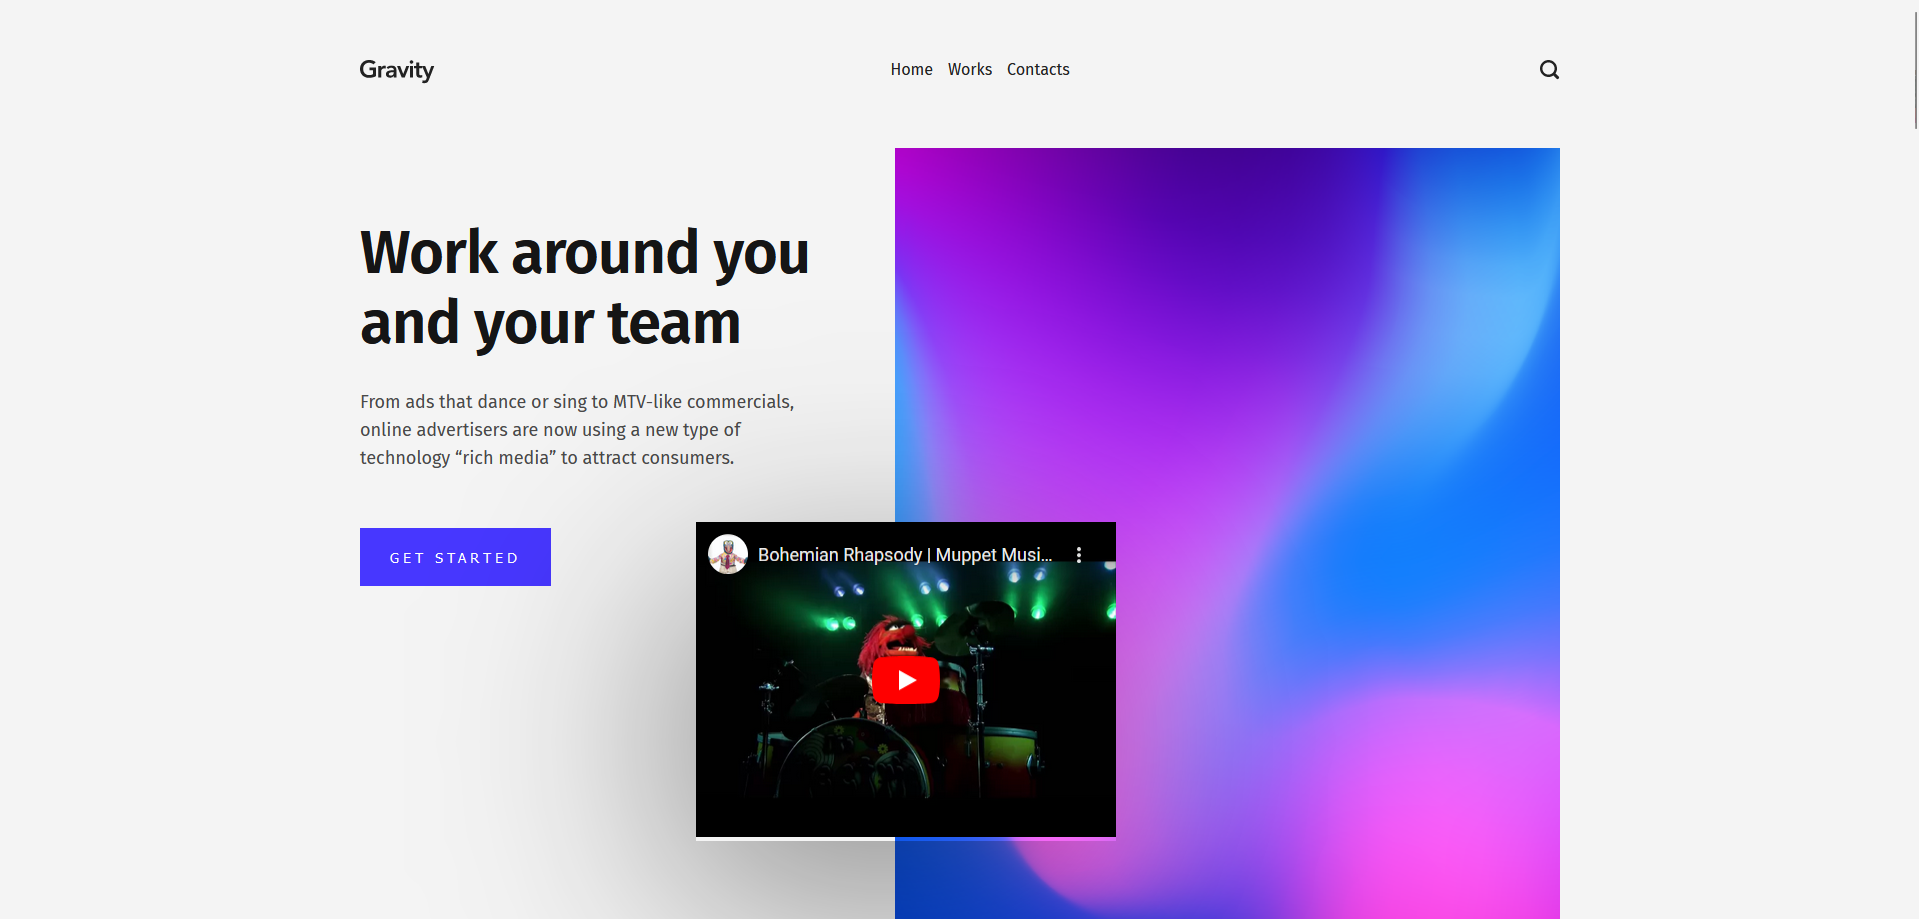 Gravity
Home Works Contacts
Work around you
and your team
From ads that dance or sing to MTV-like commercials,
online advertisers are now using a new type of
technology “rich media” to attract consumers.
GET STARTED
Bohemian Rhapsody | Muppet Musi...